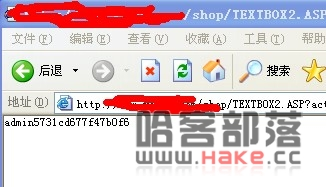 /shop/TEXTBOX2.ASP
文件(F) 编辑(E) 查看(V) 收藏(A) 工具(T)
后退 搜索
地址(D) http://
/shop/TEXTBOX2.ASP?act
admin5731cd677f47b0f6
哈客部落
www.Hake.cc